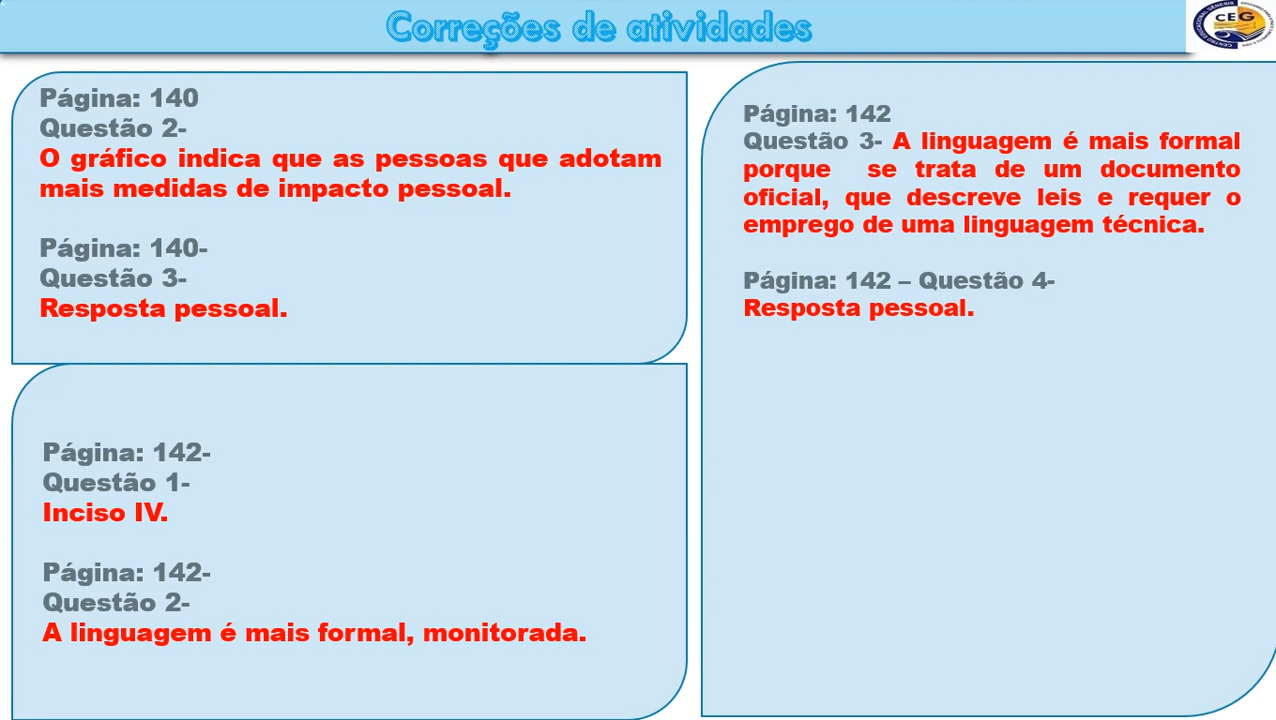 Correções de atividades
CEG
Página: 140
Questão 2-
O gráfico indica que as pessoas que adotam
mais medidas de impacto pessoal.
Página: 140-
Questão 3-
Resposta pessoal.
Página: 142-
Questão 1-
Inciso IV.
Página: 142-
Questão 2-
A linguagem é mais formal, monitorada.
Página: 142
Questão 3- A linguagem é mais formal
porque se trata de um documento
oficial, que descreve leis e requer o
emprego de uma linguagem técnica.
Página: 142 – Questão 4-
Resposta pessoal.